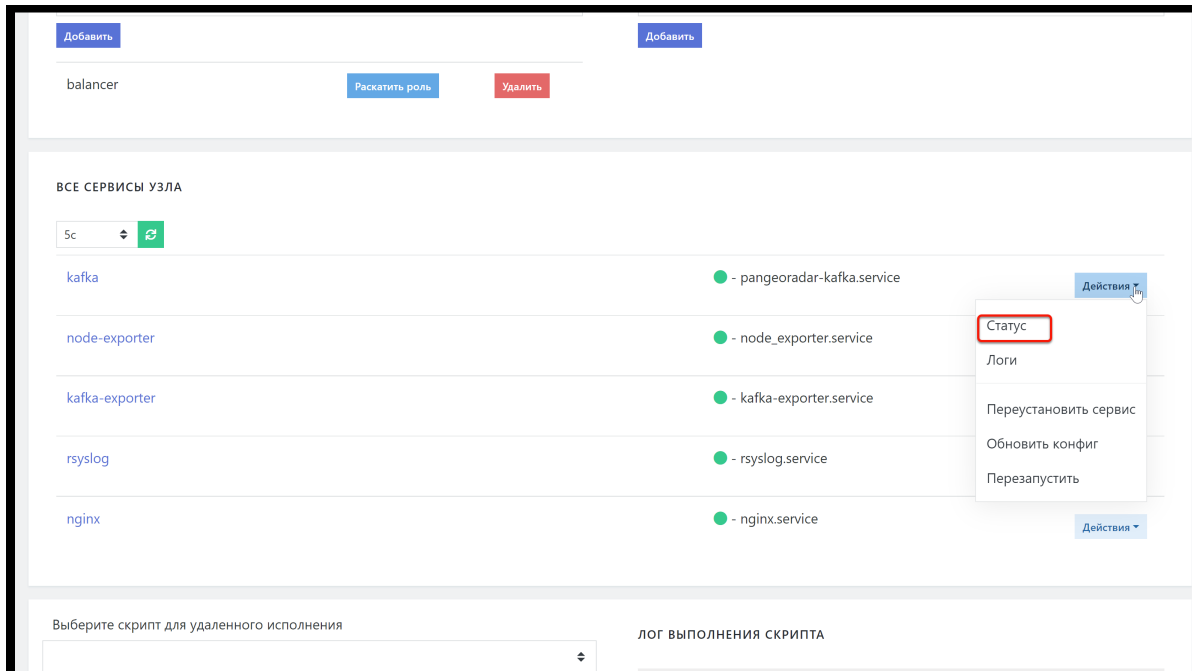 Добавить
Добавить
balancer
Раскатить роль
Удалить
ВСЕ СЕРВИСЫ УЗЛА
5с
kafka
- pangeoradar-kafka.service
Действия
node-exporter
- node_exporter.service
Статус
Логи
kafka-exporter
- kafka-exporter.service
Переустановить сервис
Обновить конфиг
rsyslog
- rsyslog.service
Перезапустить
nginx
- nginx.service
Действия
Выберите скрипт для удаленного исполнения
ЛОГ ВЫПОЛНЕНИЯ СКРИПТА